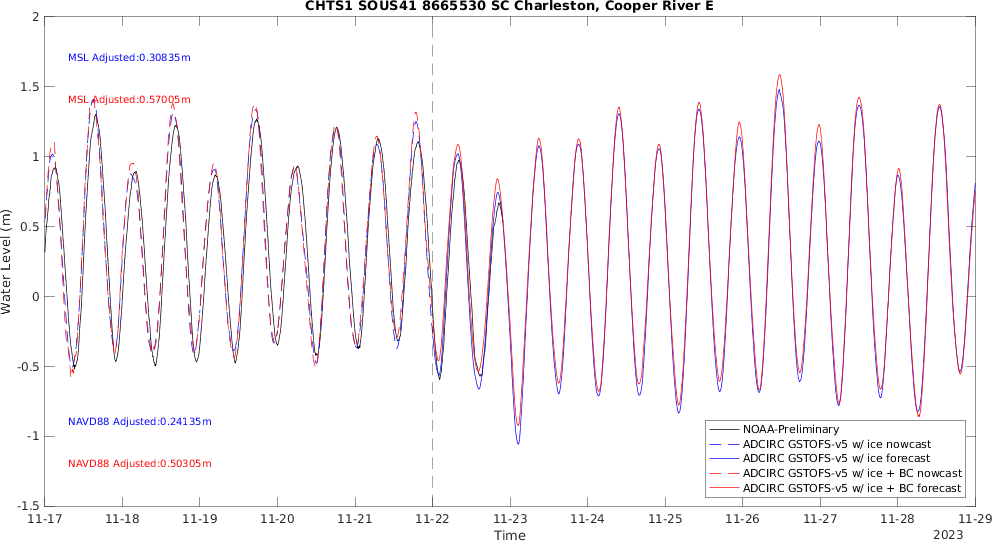 CHTS1 SOUS41 8665530 SC Charleston, Cooper River E
2
1.5
1
0.5
0
-0.5
-1
-1.5
Water Level (m)
MSL Adjusted:0.30835m
MSL Adjusted:0.57005m
NAVD88 Adjusted:0.24135m
NAVD88 Adjusted:0.50305m
NOAA-Preliminary
ADCIRC GSTOFS-v5 w/ ice nowcast
ADCIRC GSTOFS-v5 w/ ice forecast
ADCIRC GSTOFS-v5 w/ ice + BC nowcast
ADCIRC GSTOFS-v5 w/ ice + BC forecast
11-17 11-18 11-19 11-20 11-21 11-22 11-23 11-24 11-25 11-26 11-27 11-28 11-29
Time
2023